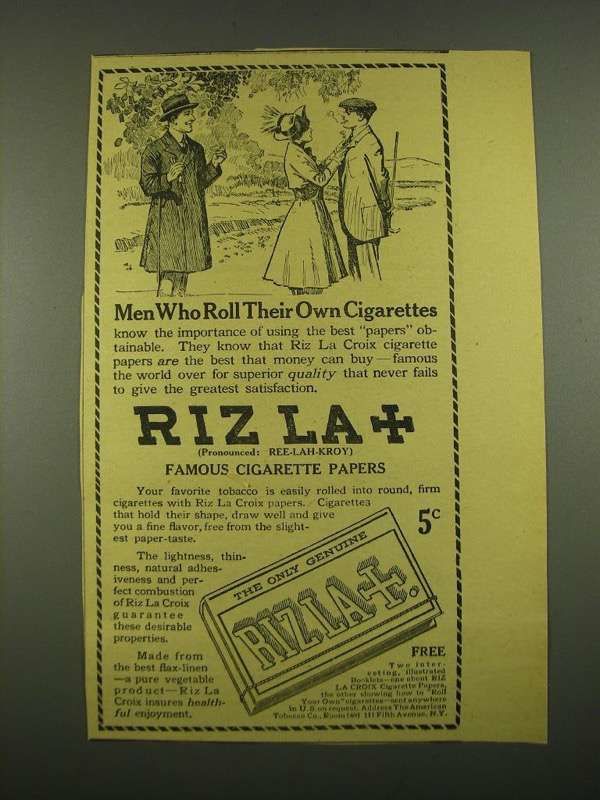 Men Who Roll Their Own Cigarettes
know the importance of using the best "papers" ob-
tainable. They know that Riz La Croix cigarette
papers are the best that money can buy—famous
the world over for superior quality that never fails
to give the greatest satisfaction.
RIZ LA
(Pronounced: REE-LAH-KROY)
FAMOUS CIGARETTE PAPERS
Your favorite tobacco is easily rolled into round, firm
cigarettes with Riz La Croix papers. Cigarettes
that hold their shape, draw well and give
you a fine flavor, free from the slight-
est paper-taste.
5c
The lightness, thin-
ness, natural adhes-
iveness and per-
fect combustion
of Riz La Croix
guarantee
these desirable
properties.
Made from
the best flax-linen
—a pure vegetable
product—Riz La
Croix insures health-
ful enjoyment.
THE ONLY GENUINE
RIZ LA
FREE
Two inter-
esting, illustrated
Booklets—one about RIZ
LA CROIX Cigarette Papers,
the other showing how to "Roll
Your Own" cigarettes—sent anywhere
in U.S. on request. Address The American
Tobacco Co., Room 1401 111 Fifth Avenue, N.Y.